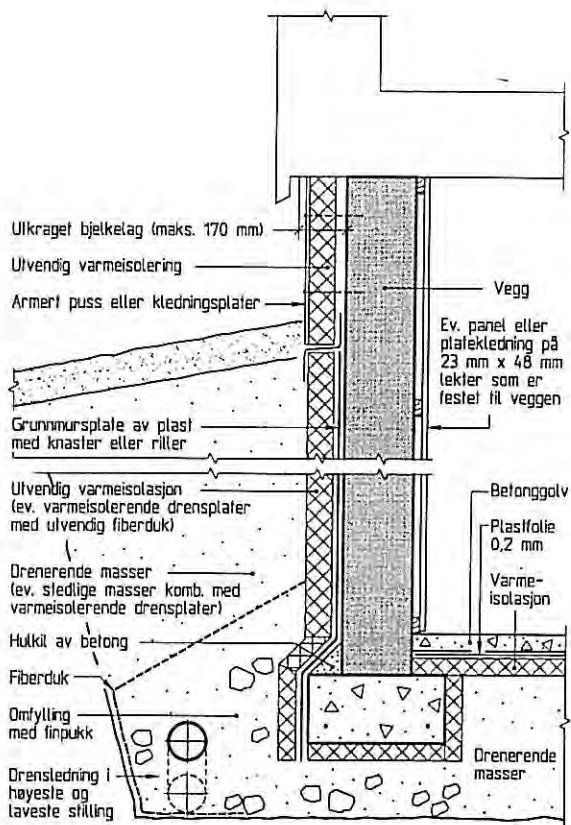 Utkraget bjelkelag (maks. 170 mm)
Utvendig varmeisolering
Armert puss eller kledningsplater
Vegg
Ev. panel eller
platekledning på
23 mm x 48 mm
lekter som er
festet til veggen
Grunnmursplate av plast
med knaster eller riller
Utvendig varmeisolasjon
(ev. varmeisolerende drensplater
med utvendig fiberduk)
Betonggolv
Plastfolie
0,2 mm
Varme-
isolasjon
Drenerende masser
(ev. stedlige masser komb. med
varmeisolerende drensplater)
Hulkil av betong
Fiberduk
Omfylling
med finpukk
Drensledning i
høyeste og
laveste stilling
Drenerende
masser